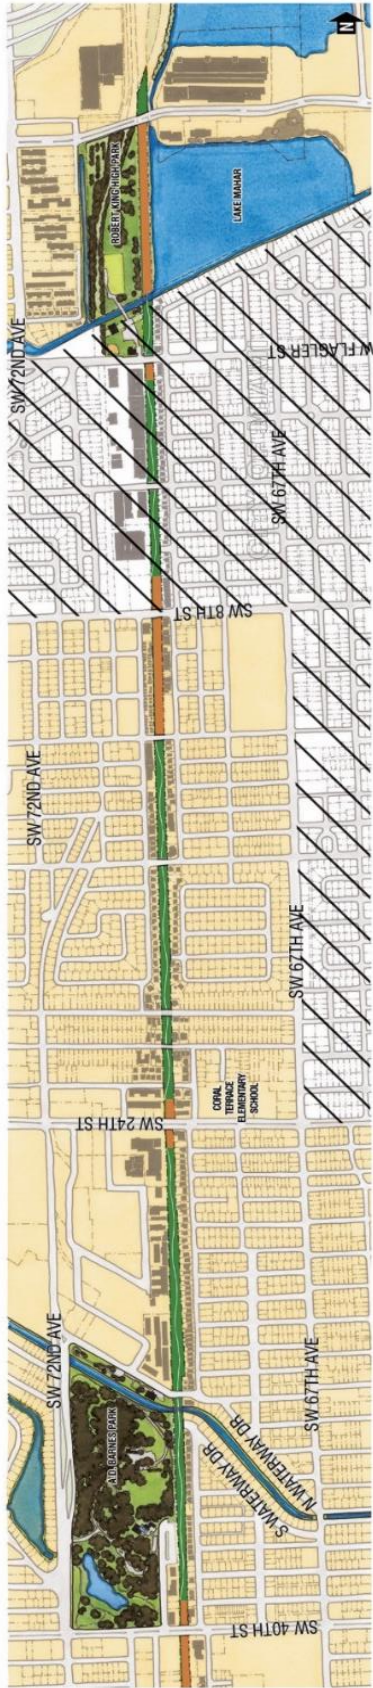 N
ROBERT KING HIGH PARK
LAKE MAHAR
SW 72ND AVE
W FLAGLER ST
SW 67TH AVE
SW 8TH ST
SW 72ND AVE
SW 67TH AVE
SW 24TH ST
CORAL
TERRACE
ELEMENTARY
SCHOOL
SW 72ND AVE
A.D. BARNES PARK
SW 67TH AVE
N WATERWAY DR
S WATERWAY DR
SW 40TH ST